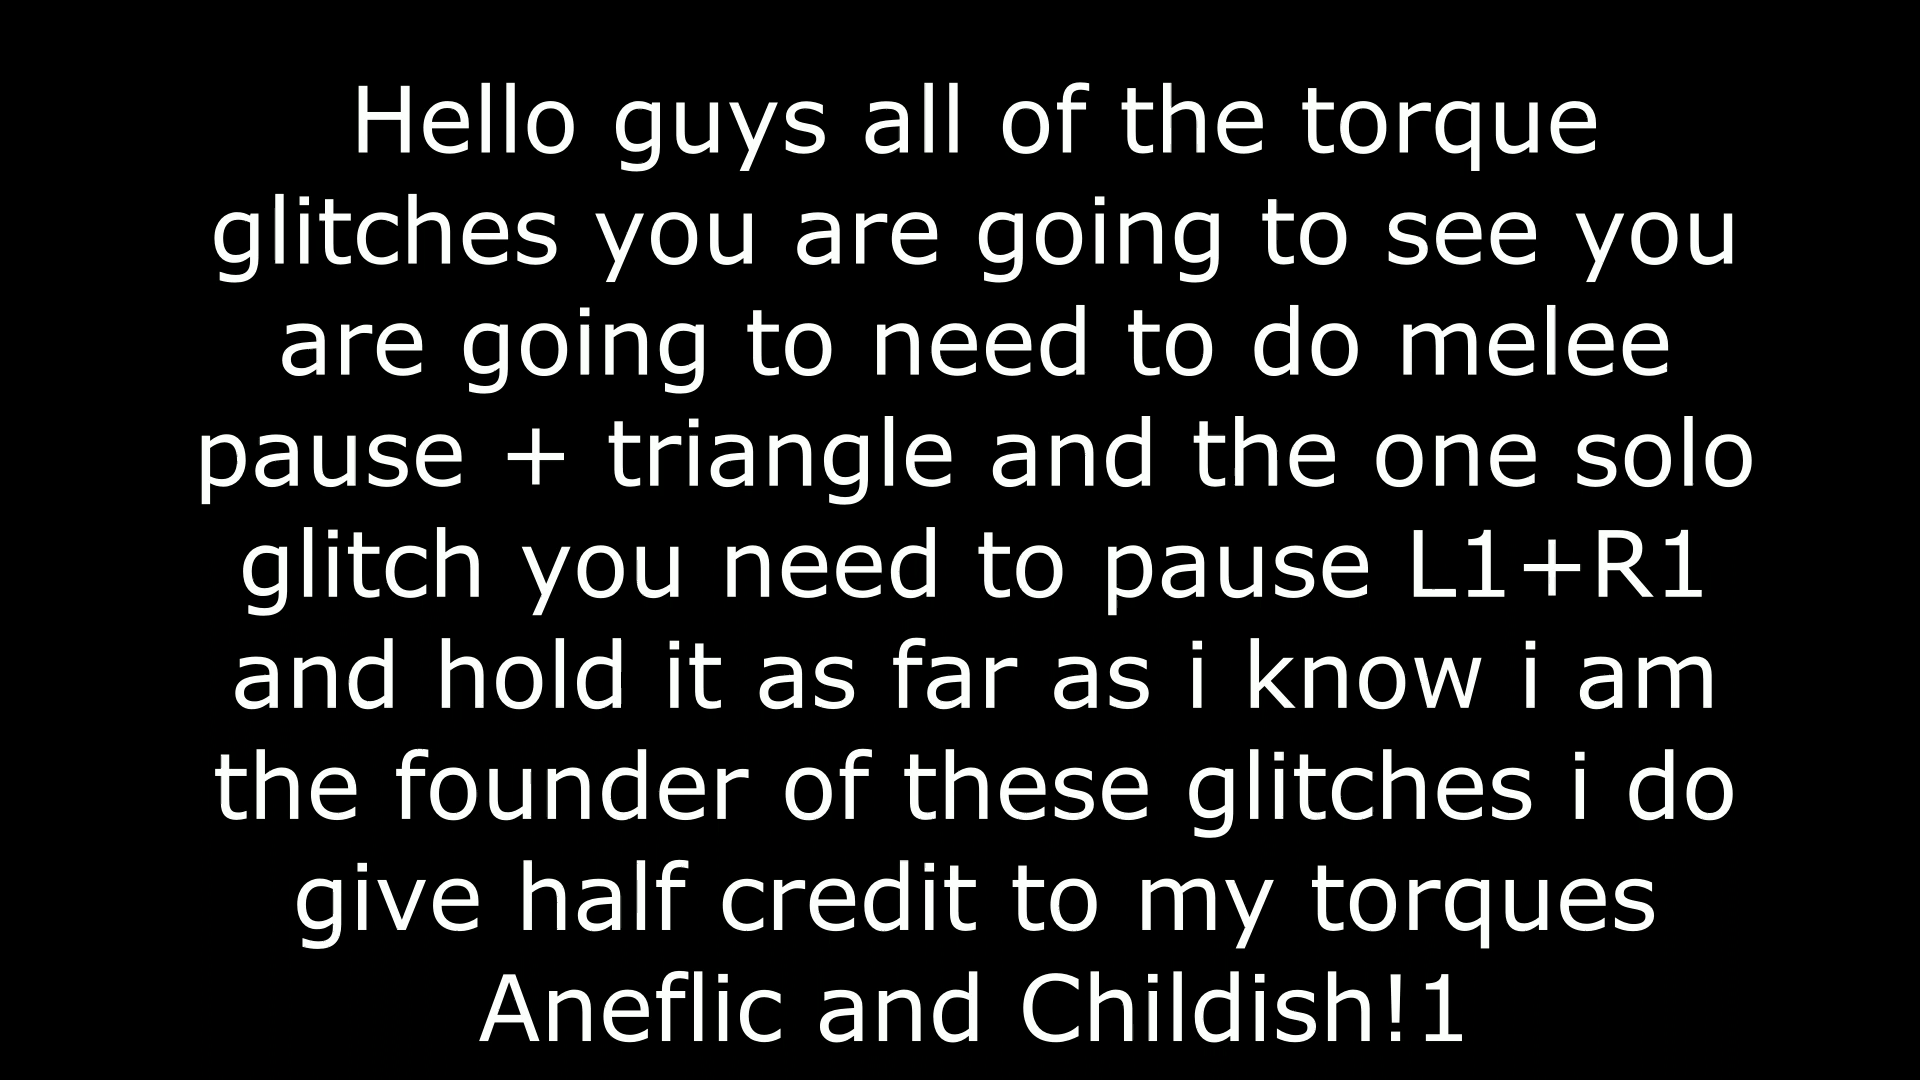 Hello guys all of the torque
glitches you are going to see you
are going to need to do melee
pause + triangle and the one solo
glitch you need to pause L1+R1
and hold it as far as i know i am
the founder of these glitches i do
give half credit to my torques
Aneflic and Childish!1